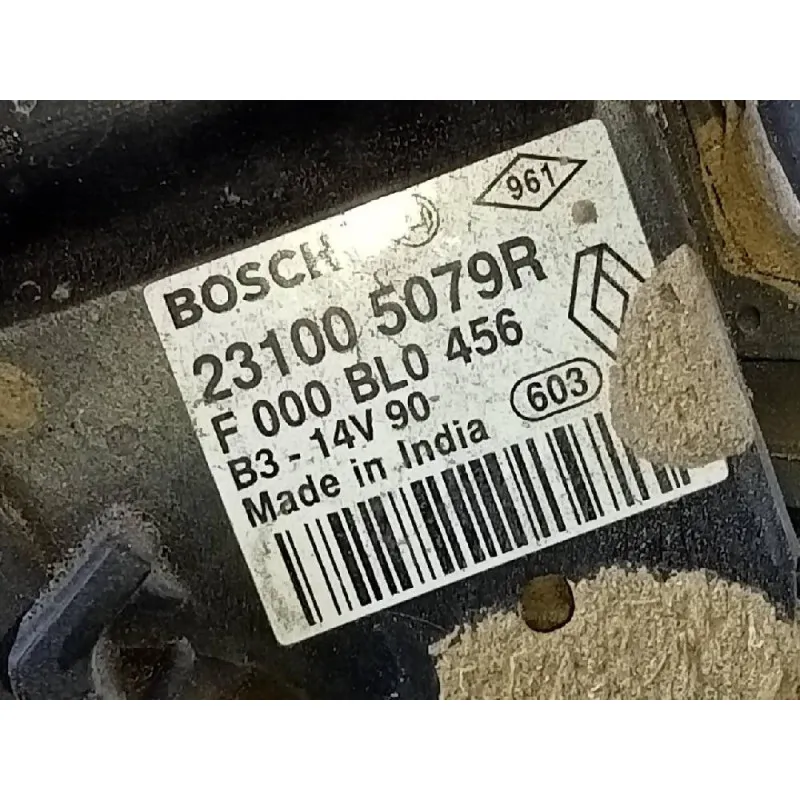 961
BOSCH
23100 5079R
F 000 BL0 456
B3 - 14V 90-
603
Made in India